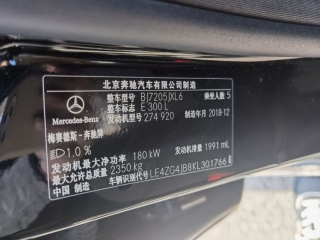 北京奔驰汽车有限公司制造
整车型号 BJ7205JXL6 乘坐人数 5
整车标志 E 300 L
发动机型号 274 920 制造年月 2018-12
Mercedes-Benz
梅赛德斯-奔驰牌
1.0 % 发动机排量 1991 mL
发动机最大净功率 180 kW
最大允许总质量 2350 kg
中国 制造 车辆识别代号 LE4ZG4JB8KL301766